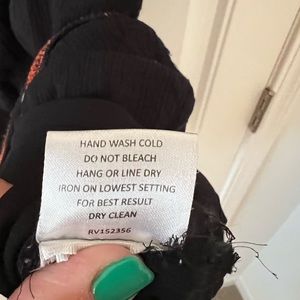 HAND WASH COLD
DO NOT BLEACH
HANG OR LINE DRY
IRON ON LOWEST SETTING
FOR BEST RESULT
DRY CLEAN
RV152356